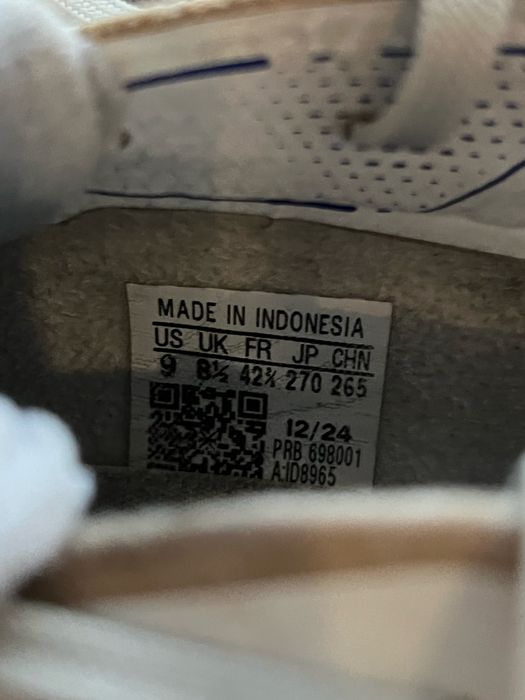 MADE IN INDONESIA
US UK FR JP CHN
9 8½ 42⅔ 270 265
12/24
PRB 698001
A:ID8965